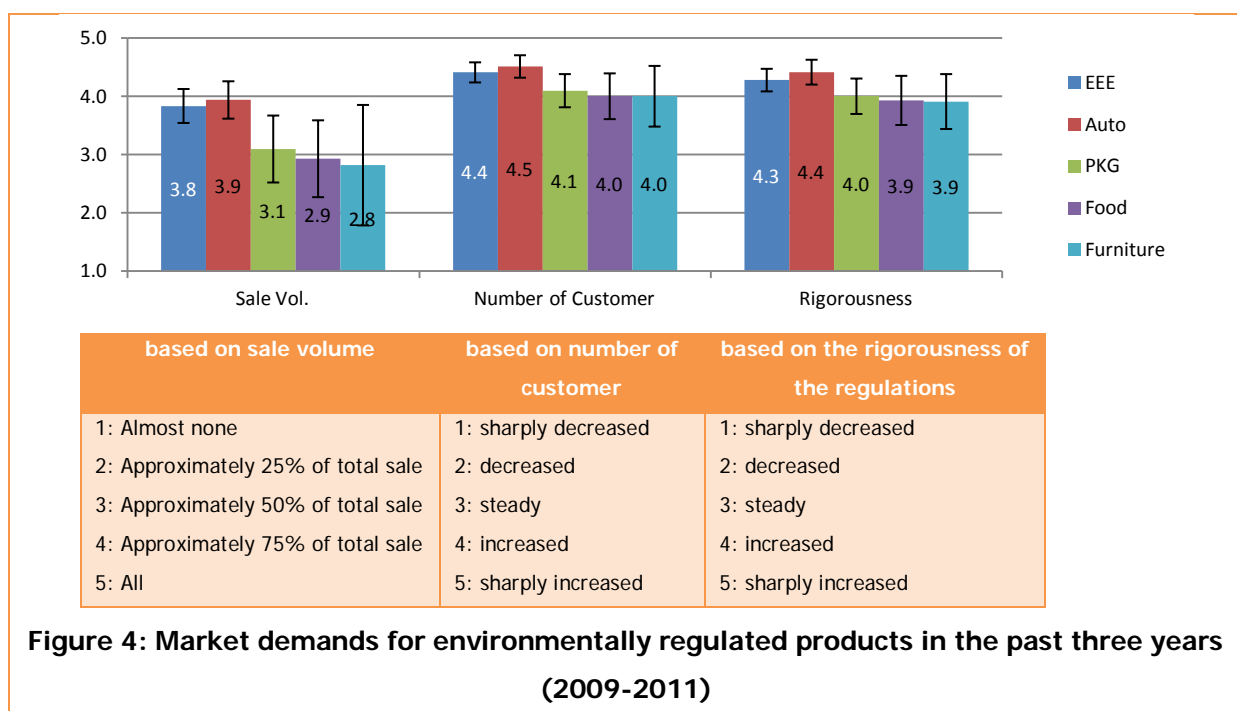 5.0
4.0
3.0
2.0
1.0
3.8
3.9
3.1
2.9
2.8
4.4
4.5
4.1
4.0
4.0
4.3
4.4
4.0
3.9
3.9
Sale Vol.
Number of Customer
Rigorousness
EEE
Auto
PKG
Food
Furniture
based on sale volume
1: Almost none
2: Approximately 25% of total sale
3: Approximately 50% of total sale
4: Approximately 75% of total sale
5: All
based on number of
customer
1: sharply decreased
2: decreased
3: steady
4: increased
5: sharply increased
based on the rigorousness of
the regulations
1: sharply decreased
2: decreased
3: steady
4: increased
5: sharply increased
Figure 4: Market demands for environmentally regulated products in the past three years
(2009-2011)